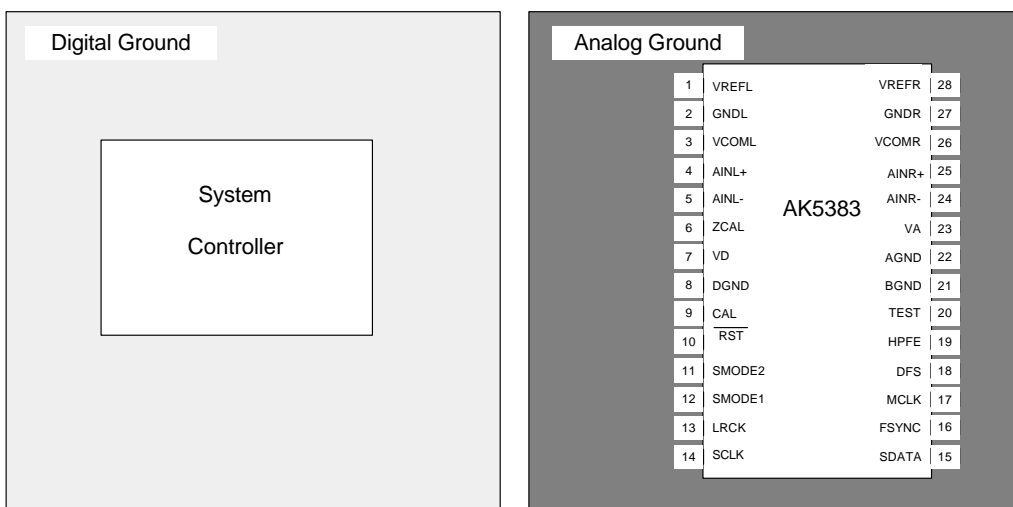 Digital Ground
System
Controller
Analog Ground
AK5383
1 VREFL
2 GNDL
3 VCOML
4 AINL+
5 AINL-
6 ZCAL
7 VD
8 DGND
9 CAL
10 RST
11 SMODE2
12 SMODE1
13 LRCK
14 SCLK
VREFR 28
GNDR 27
VCOMR 26
AINR+ 25
AINR- 24
VA 23
AGND 22
BGND 21
TEST 20
HPFE 19
DFS 18
MCLK 17
FSYNC 16
SDATA 15